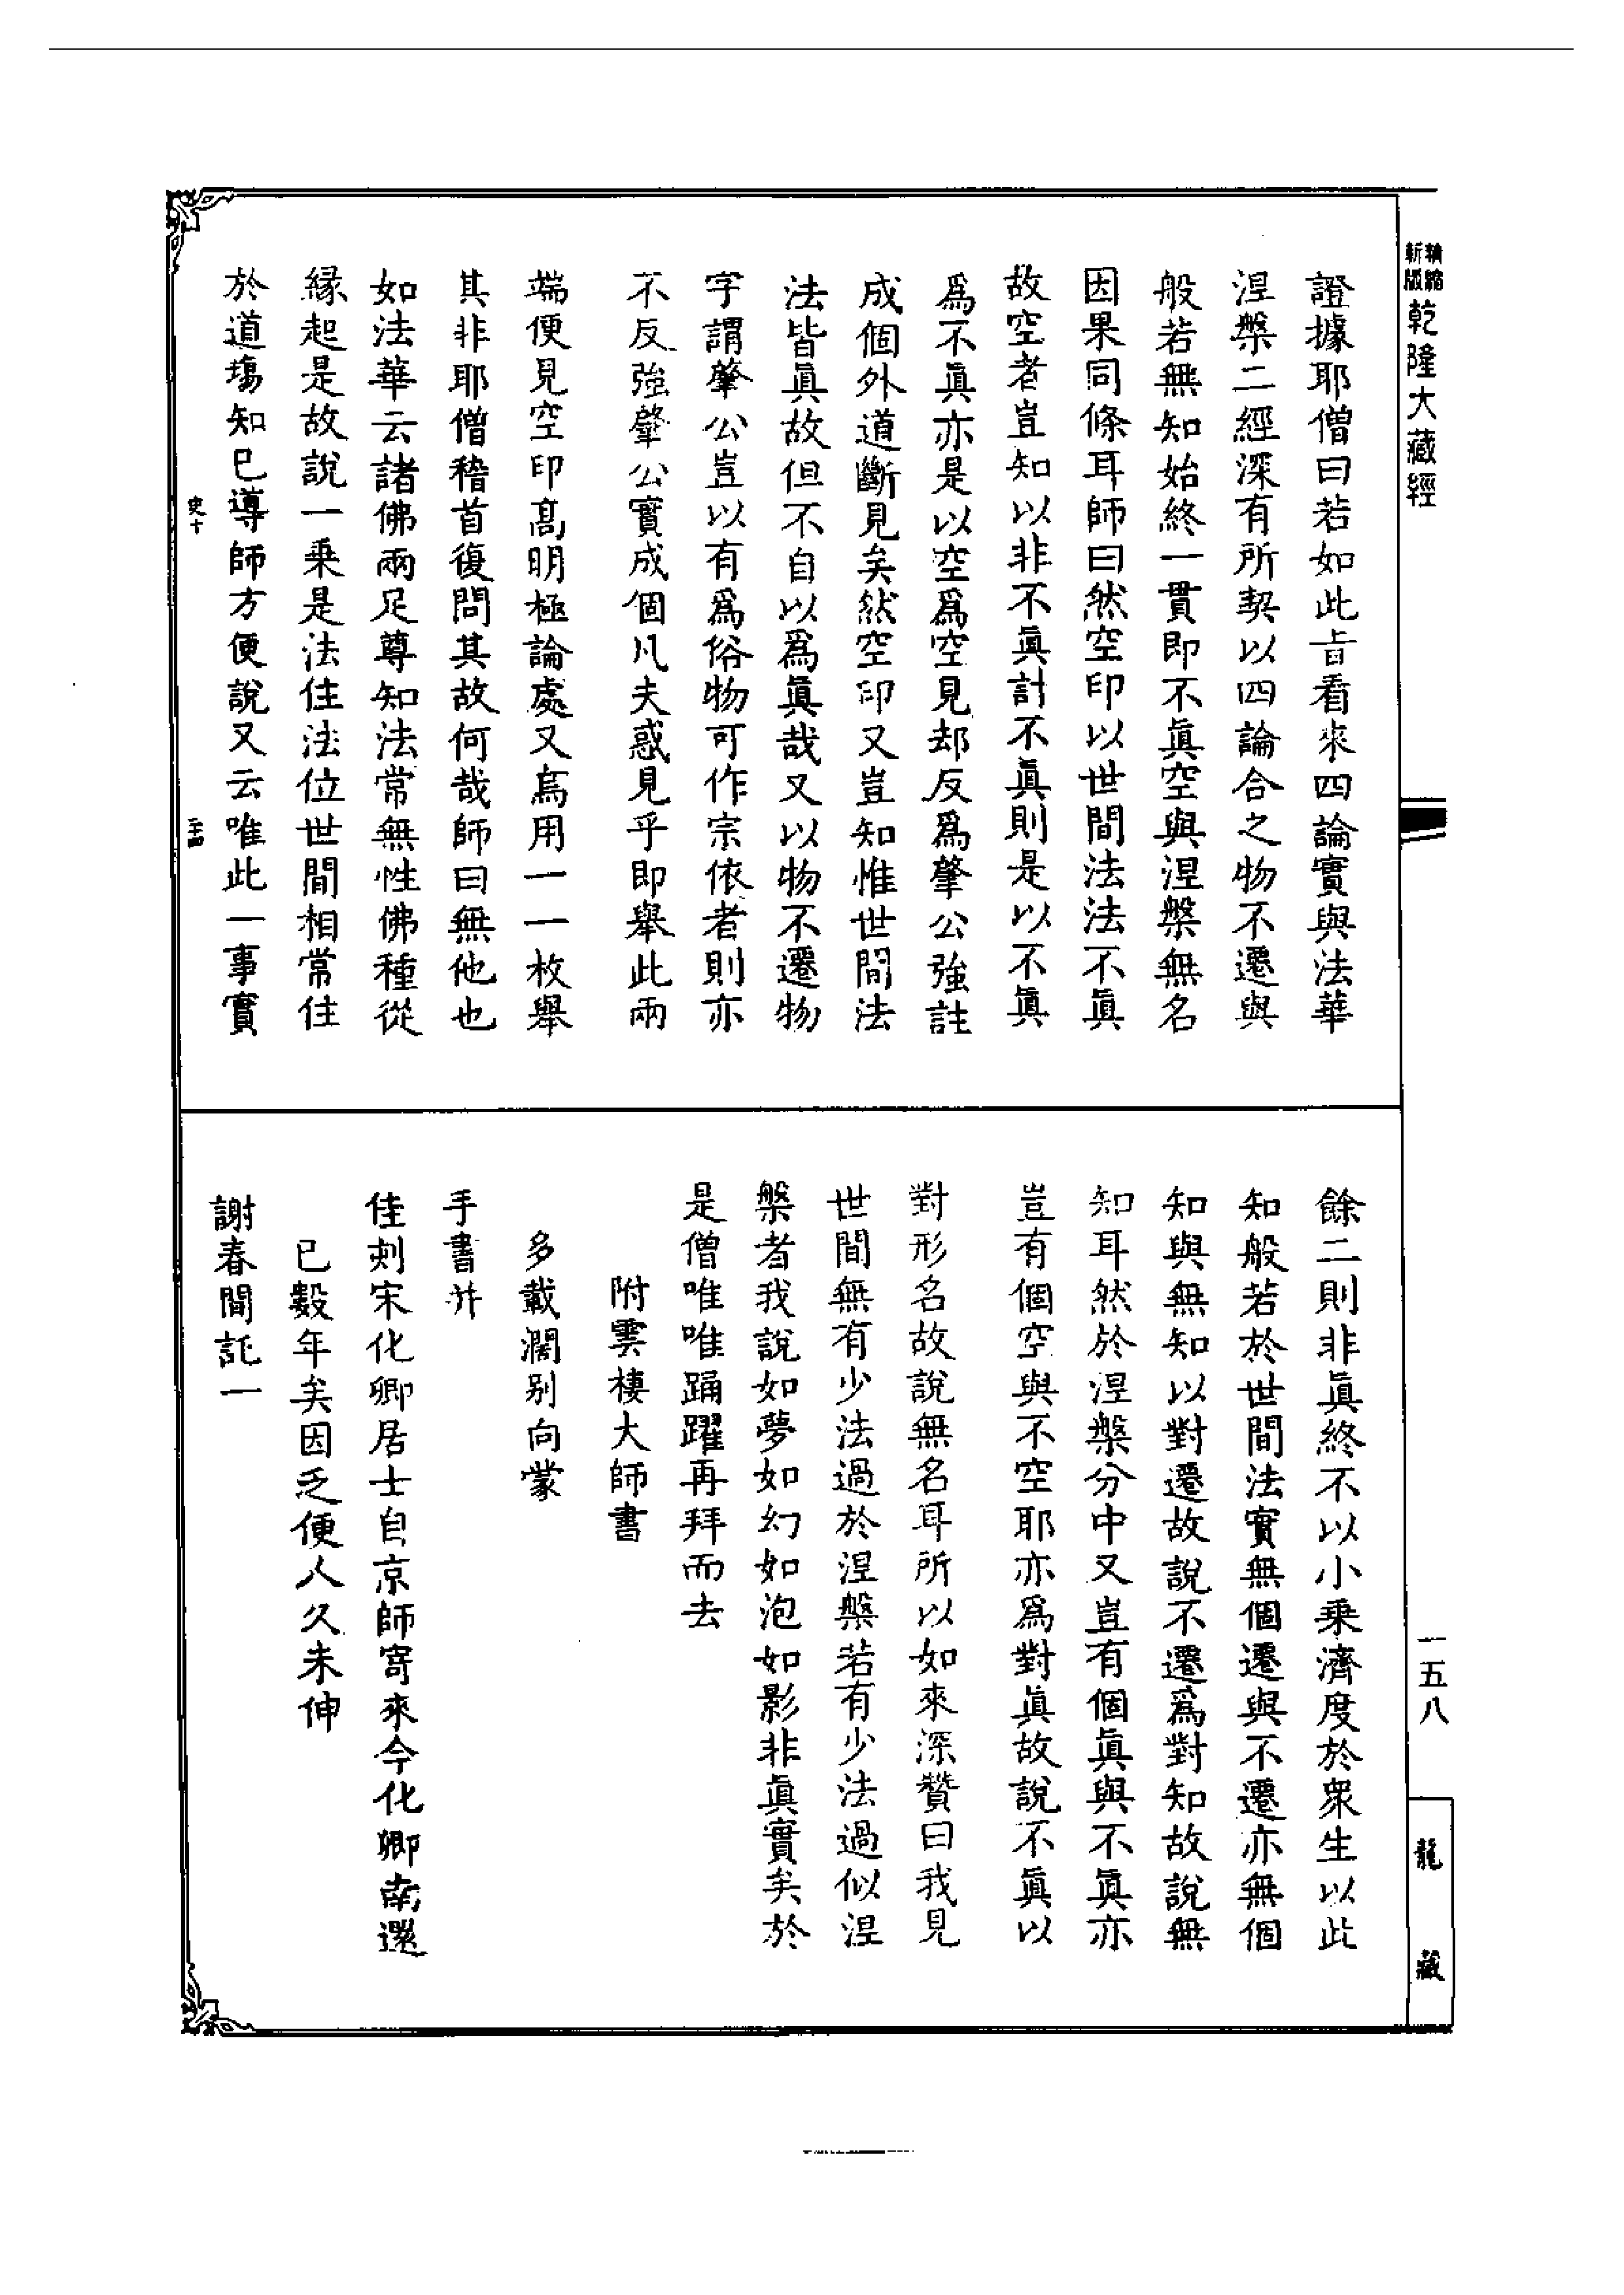 新版
精縮
乾隆大藏經
一五八
龍藏
證據耶僧曰若如此旨看來四論實與法華
涅槃二經深有所契以四論合之物不遷與
般若無知始終一貫即不眞空與涅槃無名
因果同條耳師曰然空印以世間法法不眞
故空者豈知以非不眞計不眞則是以不眞
爲不眞亦是以空爲空見却反爲肇公強註
成個外道斷見矣然空印又豈知惟世間法
法皆眞故但不自以爲眞哉又以物不遷物
字謂肇公豈以有爲俗物可作宗依者則亦
不反強肇公實成個凡夫惑見乎即舉此兩
端便見空印髙明極論處又焉用一一枚舉
其非耶僧稽首復問其故何哉師曰無他也
如法華云諸佛兩足尊知法常無性佛種從
緣起是故說一乘是法住法位世間相常住
於道塲知已導師方便說又云唯此一事實
史十
二十四
餘二則非眞終不以小乘濟度於衆生以此
知般若於世間法實無個遷與不遷亦無個
知與無知以對遷故說不遷爲對知故說無
知耳然於涅槃分中又豈有個眞與不眞亦
豈有個空與不空耶亦爲對眞故說不眞以
對形名故說無名耳所以如來深贊曰我見
世間無有少法過於涅槃若有少法過似涅
槃者我說如夢如幻如泡如影非眞實矣於
是僧唯唯踊躍再拜而去
附雲棲大師書
多載濶别向蒙
手書并
佳刻宋化卿居士自京師寄來今化卿南還
已數年矣因乏便人久未伸
謝春間託一